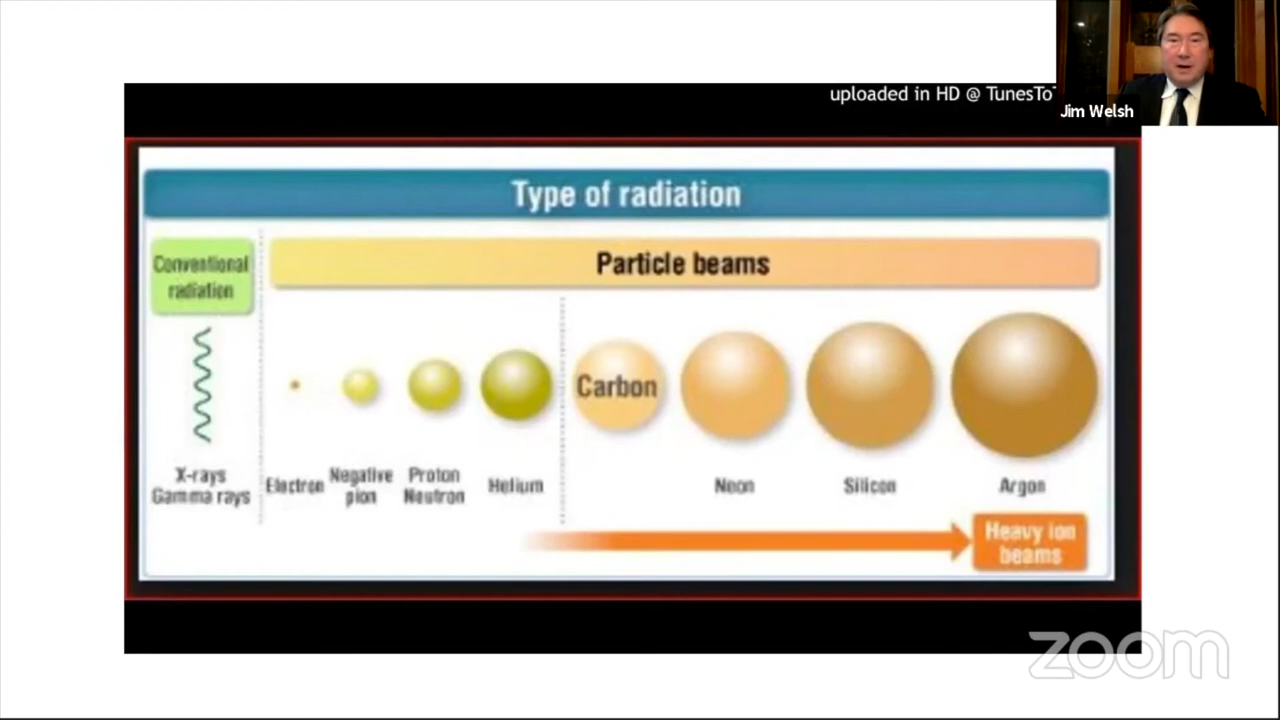 uploaded in HD @ TunesToT
Jim Welsh
Type of radiation
Conventional
radiation
Particle beams
Carbon
X-rays
Gamma rays
Electron
Negative
pion
Proton
Neutron
Helium
Neon
Silicon
Argon
Heavy ion
beams
zoom